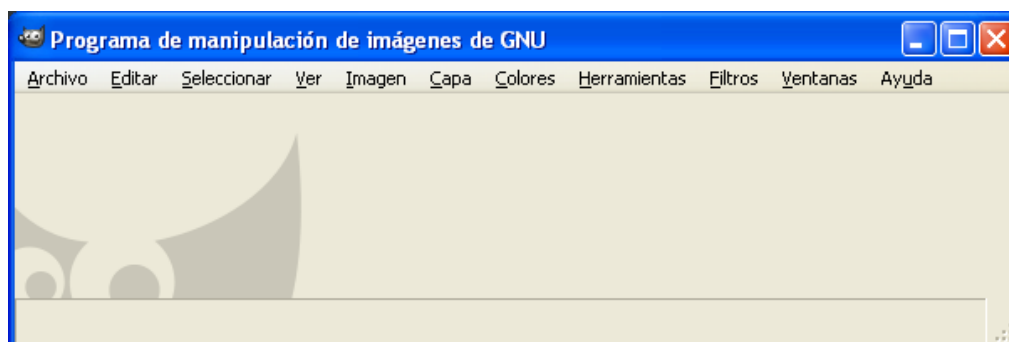 Programa de manipulación de imágenes de GNU
Archivo Editar Seleccionar Ver Imagen Capa Colores Herramientas Filtros Ventanas Ayuda